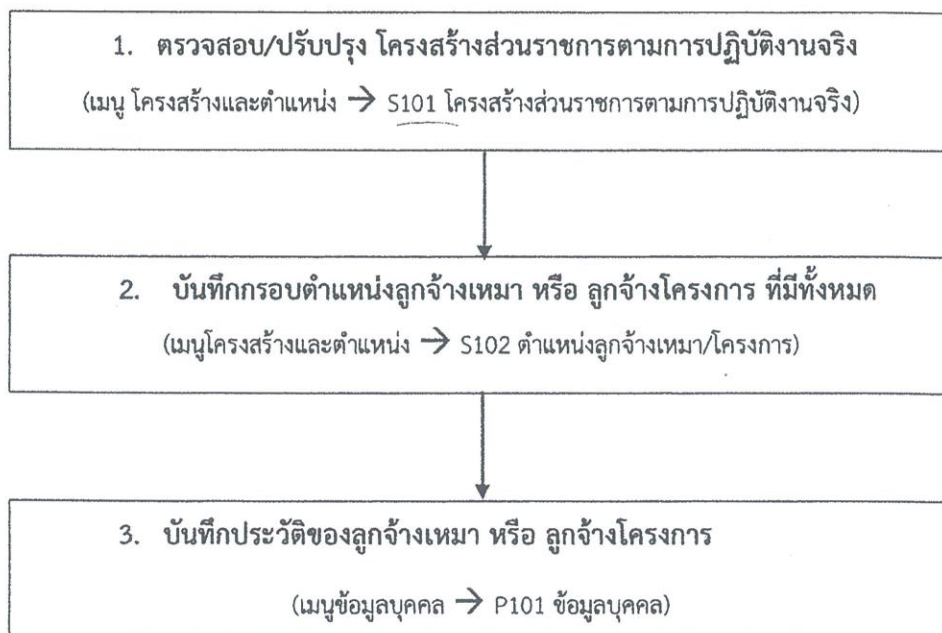 1. ตรวจสอบ/ปรับปรุง โครงสร้างส่วนราชการตามการปฏิบัติงานจริง
(เมนู โครงสร้างและตำแหน่ง → S101 โครงสร้างส่วนราชการตามการปฏิบัติงานจริง)
2. บันทึกกรอบตำแหน่งลูกจ้างเหมา หรือ ลูกจ้างโครงการ ที่มีทั้งหมด
(เมนูโครงสร้างและตำแหน่ง → S102 ตำแหน่งลูกจ้างเหมา/โครงการ)
3. บันทึกประวัติของลูกจ้างเหมา หรือ ลูกจ้างโครงการ
(เมนูข้อมูลบุคคล → P101 ข้อมูลบุคคล)